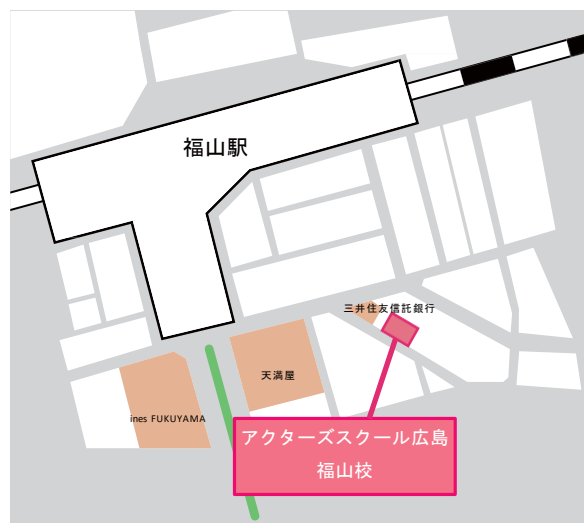 福山駅
三井住友信託銀行
天満屋
ines FUKUYAMA
アクターズスクール広島
福山校